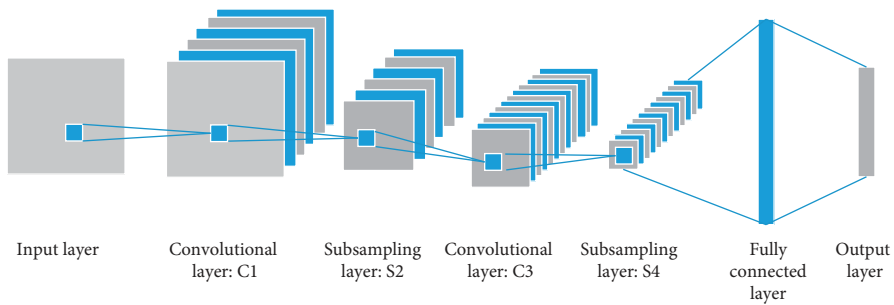 Input layer
Convolutional
layer: C1
Subsampling
layer: S2
Convolutional
layer: C3
Subsampling
layer: S4
Fully
connected
layer
Output
layer